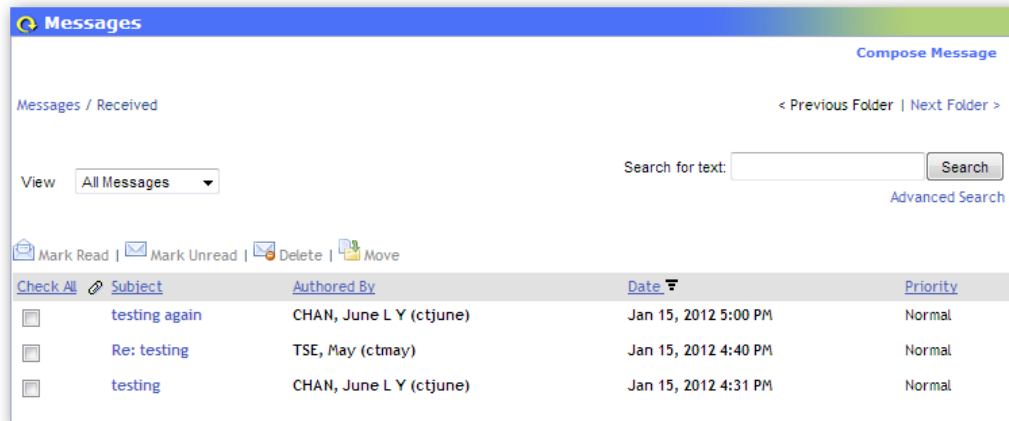 Messages
Compose Message
Messages / Received < Previous Folder | Next Folder >
View All Messages Search for text: Search
Advanced Search
Mark Read | Mark Unread | Delete | Move
Check All Subject Authored By Date Priority
testing again CHAN, June L Y (ctjune) Jan 15, 2012 5:00 PM Normal
Re: testing TSE, May (ctmay) Jan 15, 2012 4:40 PM Normal
testing CHAN, June L Y (ctjune) Jan 15, 2012 4:31 PM Normal